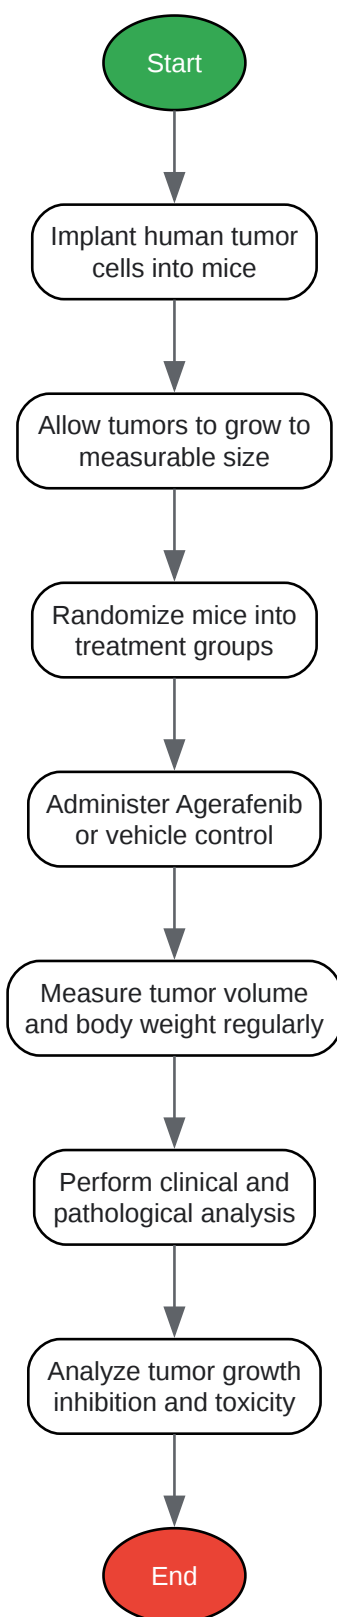 Start
Implant human tumor
cells into mice
Allow tumors to grow to
measurable size
Randomize mice into
treatment groups
Administer Agerafenib
or vehicle control
Measure tumor volume
and body weight regularly
Perform clinical and
pathological analysis
Analyze tumor growth
inhibition and toxicity
End